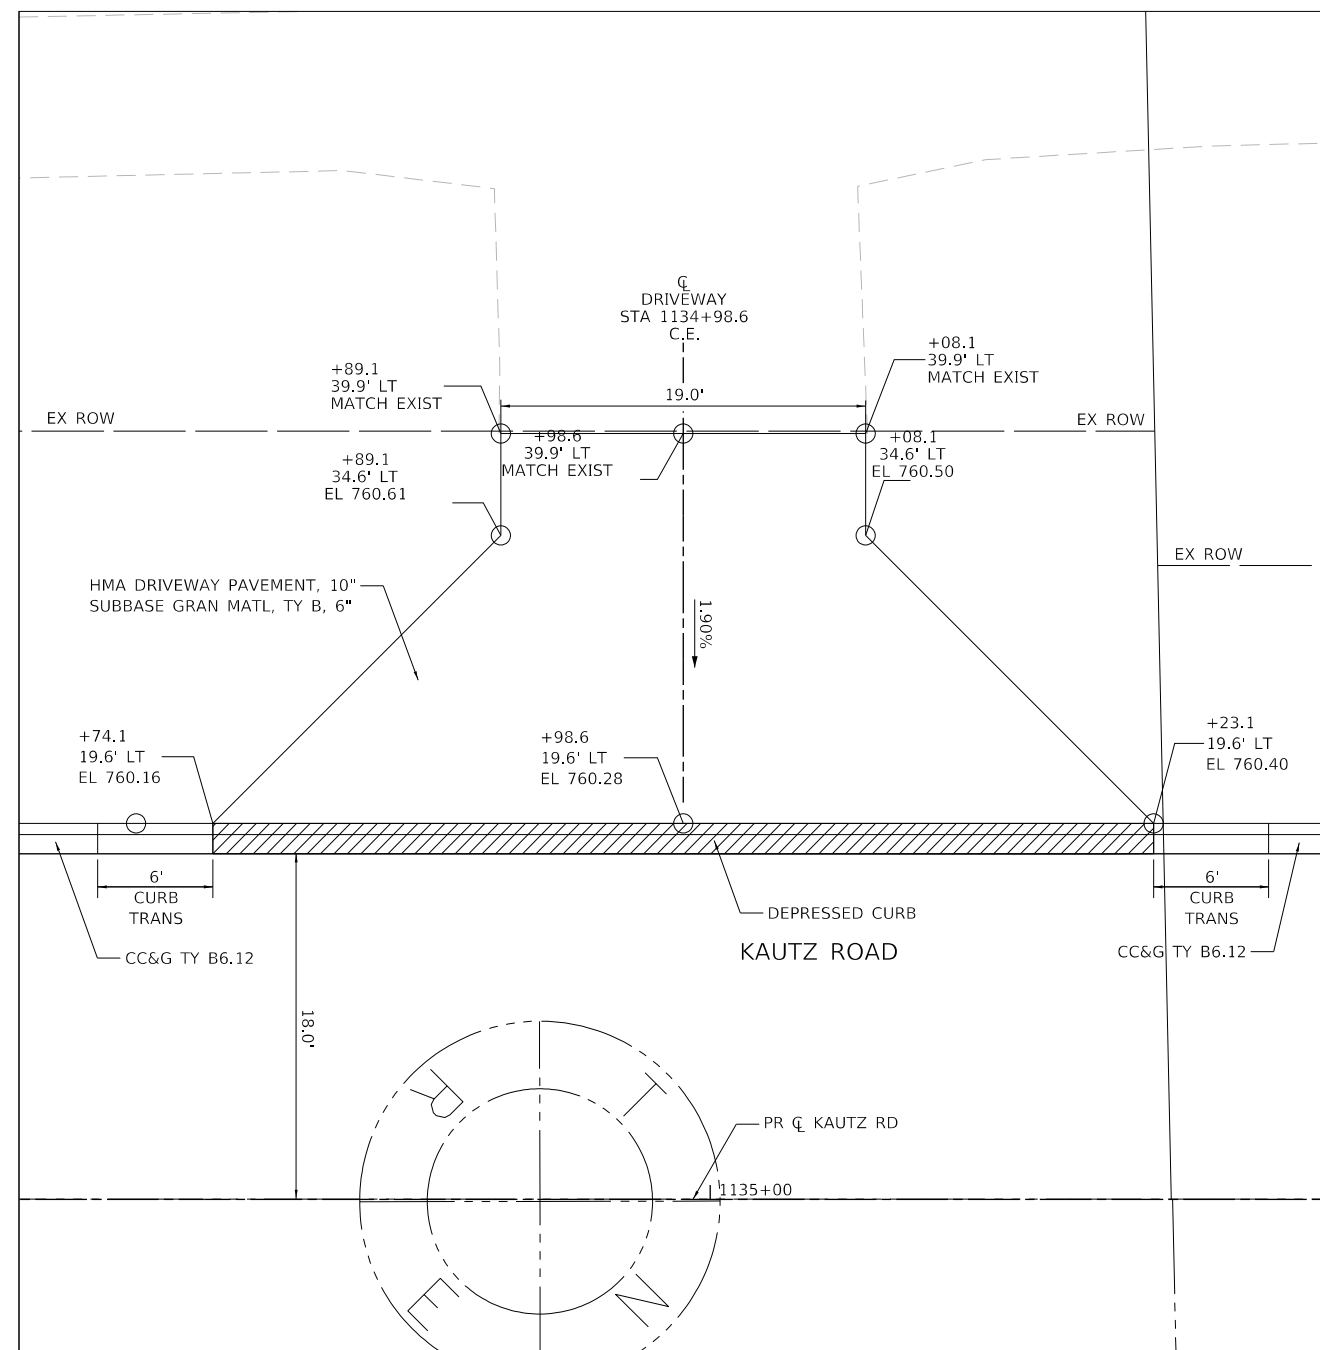 ℄
DRIVEWAY
STA 1134+98.6
C.E.
+89.1
39.9' LT
MATCH EXIST
+08.1
39.9' LT
MATCH EXIST
19.0'
EX ROW
EX ROW
+98.6
39.9' LT
MATCH EXIST
+89.1
34.6' LT
EL 760.61
+08.1
34.6' LT
EL 760.50
EX ROW
HMA DRIVEWAY PAVEMENT, 10"
SUBBASE GRAN MATL, TY B, 6"
1.90%
+74.1
19.6' LT
EL 760.16
+98.6
19.6' LT
EL 760.28
+23.1
19.6' LT
EL 760.40
6'
CURB
TRANS
6'
CURB
TRANS
DEPRESSED CURB
KAUTZ ROAD
CC&G TY B6.12
CC&G TY B6.12
18.0'
PR ℄ KAUTZ RD
1135+00
R
T
E
N